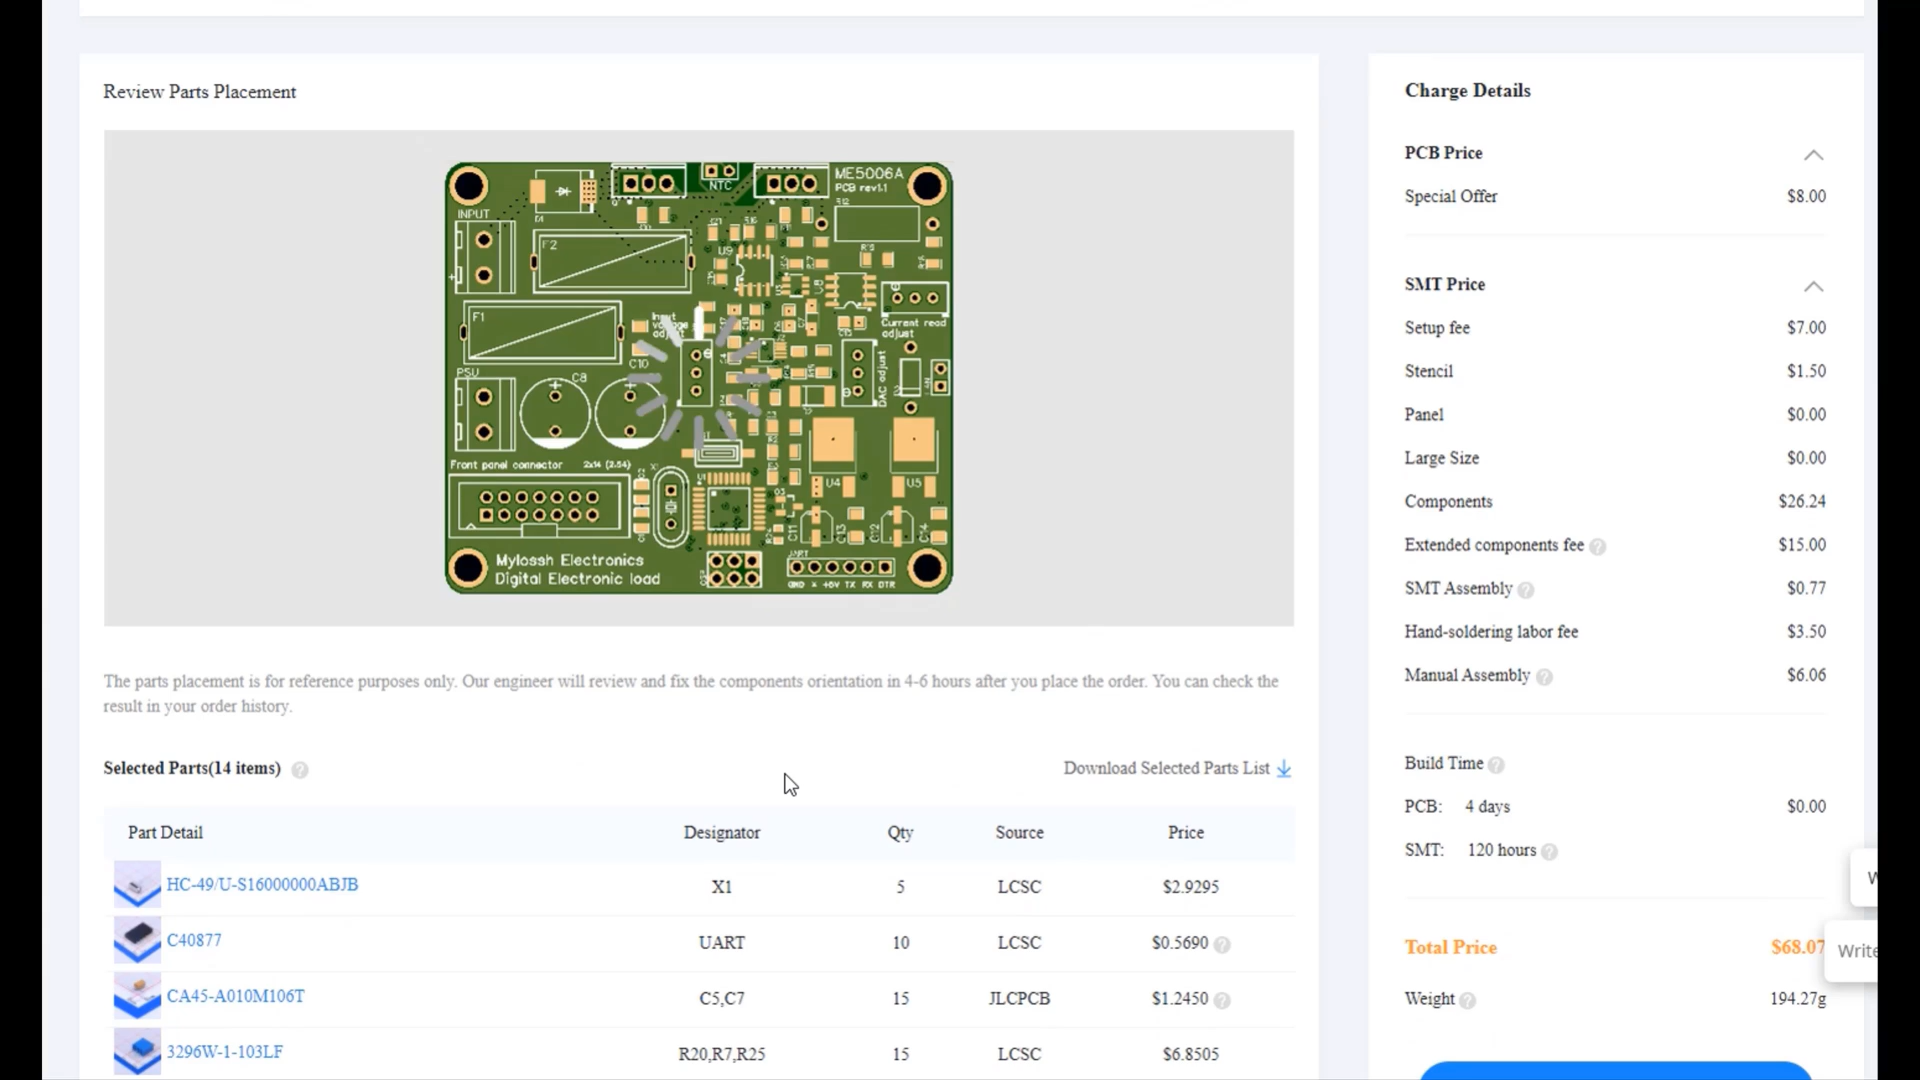 Review Parts Placement
ME5006A
PCB rev1.1
NTC
INPUT
F2
U9
U8
F1
Input
Current read
adjust
C10
PSU
C8
DAC adjust
Front panel connector 2x14 (2.54)
U4
U5
C11
C13
C12
C14
Mylossh Electronics
Digital Electronic load
UART
GND X +5V TX RX DTR
The parts placement is for reference purposes only. Our engineer will review and fix the components orientation in 4-6 hours after you place the order. You can check the
result in your order history.
Selected Parts(14 items) ?
Download Selected Parts List
Part Detail Designator Qty Source Price
HC-49/U-S16000000ABJB X1 5 LCSC $2.9295
C40877 UART 10 LCSC $0.5690 ?
CA45-A010M106T C5,C7 15 JLCPCB $1.2450 ?
3296W-1-103LF R20,R7,R25 15 LCSC $6.8505
Charge Details
PCB Price
Special Offer $8.00
SMT Price
Setup fee $7.00
Stencil $1.50
Panel $0.00
Large Size $0.00
Components $26.24
Extended components fee ? $15.00
SMT Assembly ? $0.77
Hand-soldering labor fee $3.50
Manual Assembly ? $6.06
Build Time ?
PCB: 4 days $0.00
SMT: 120 hours ?
Total Price $68.07
Write
Weight ? 194.27g